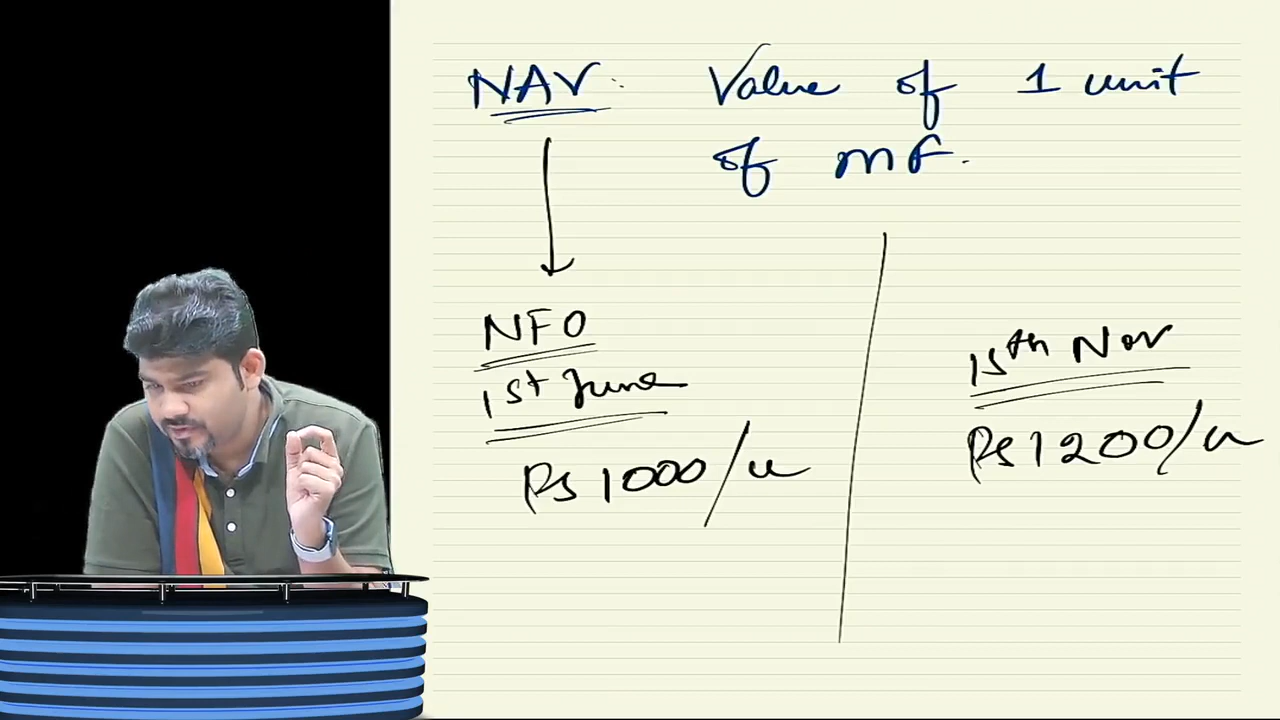 NAV: Value of 1 unit
of MF.
NFO
1st June
Rs 1000/u
15th Nov
Rs 1200/u